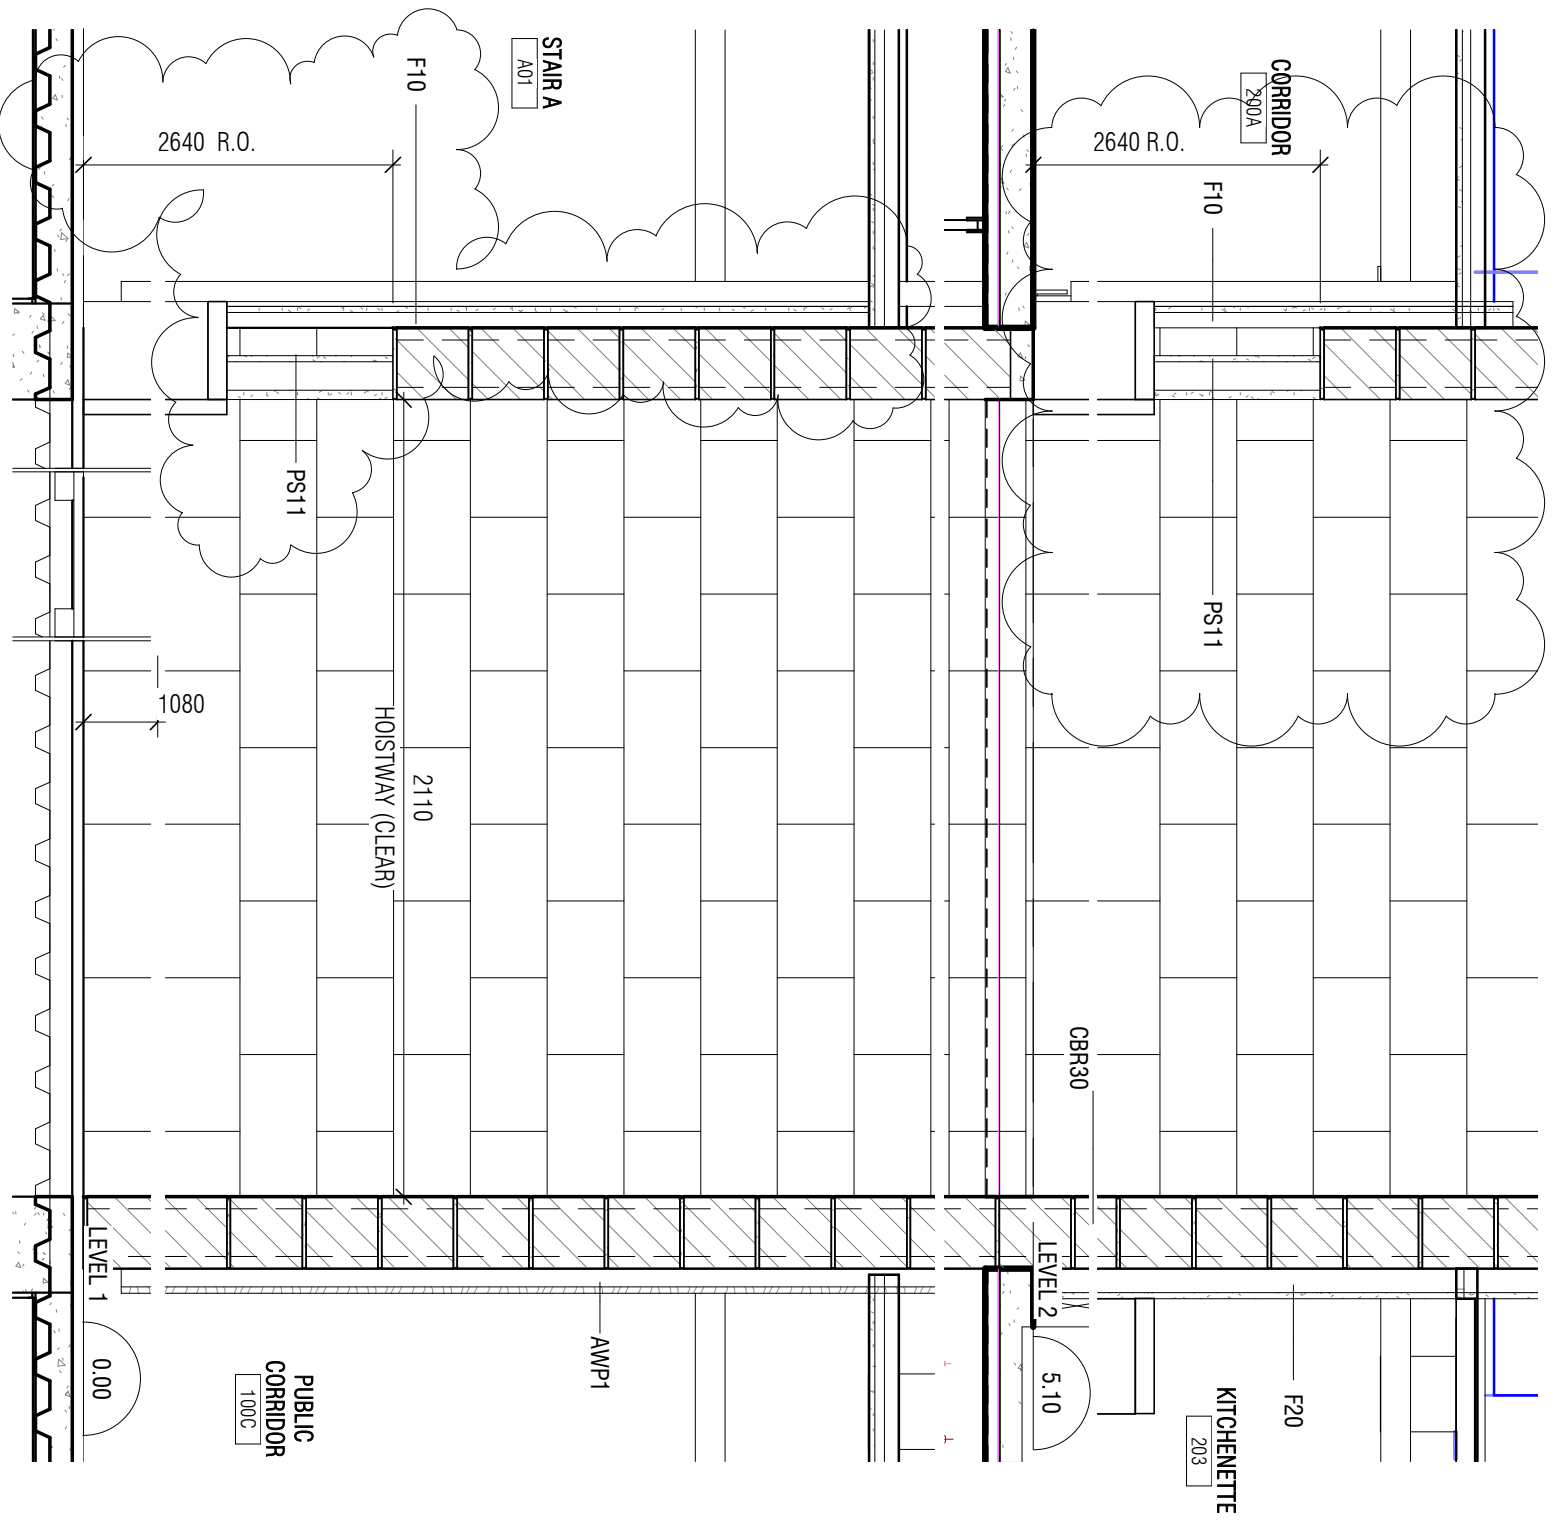 STAIR A
A01
F10
2640 R.O.
CORRIDOR
200A
2640 R.O.
F10
PS11
PS11
1080
2110
HOISTWAY (CLEAR)
CBR30
LEVEL 1
0.00
LEVEL 2
5.10
AWP1
F20
PUBLIC
CORRIDOR
100C
KITCHENETTE
203